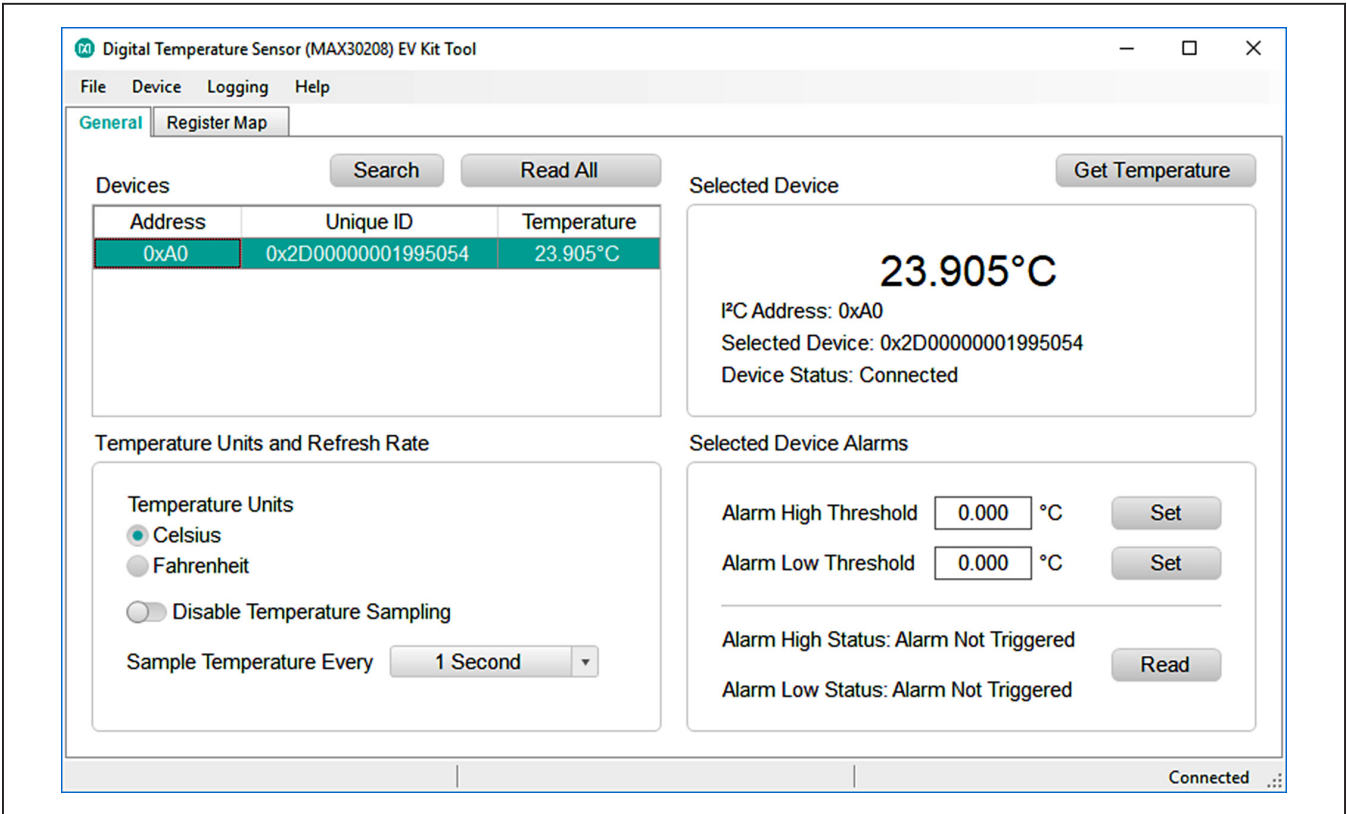 Digital Temperature Sensor (MAX30208) EV Kit Tool
File Device Logging Help
General Register Map
Devices Search Read All
Address Unique ID Temperature
0xA0 0x2D00000001995054 23.905°C
Selected Device Get Temperature
23.905°C
I²C Address: 0xA0
Selected Device: 0x2D00000001995054
Device Status: Connected
Temperature Units and Refresh Rate
Temperature Units
Celsius
Fahrenheit
Disable Temperature Sampling
Sample Temperature Every 1 Second
Selected Device Alarms
Alarm High Threshold 0.000 °C Set
Alarm Low Threshold 0.000 °C Set
Alarm High Status: Alarm Not Triggered
Read
Alarm Low Status: Alarm Not Triggered
Connected